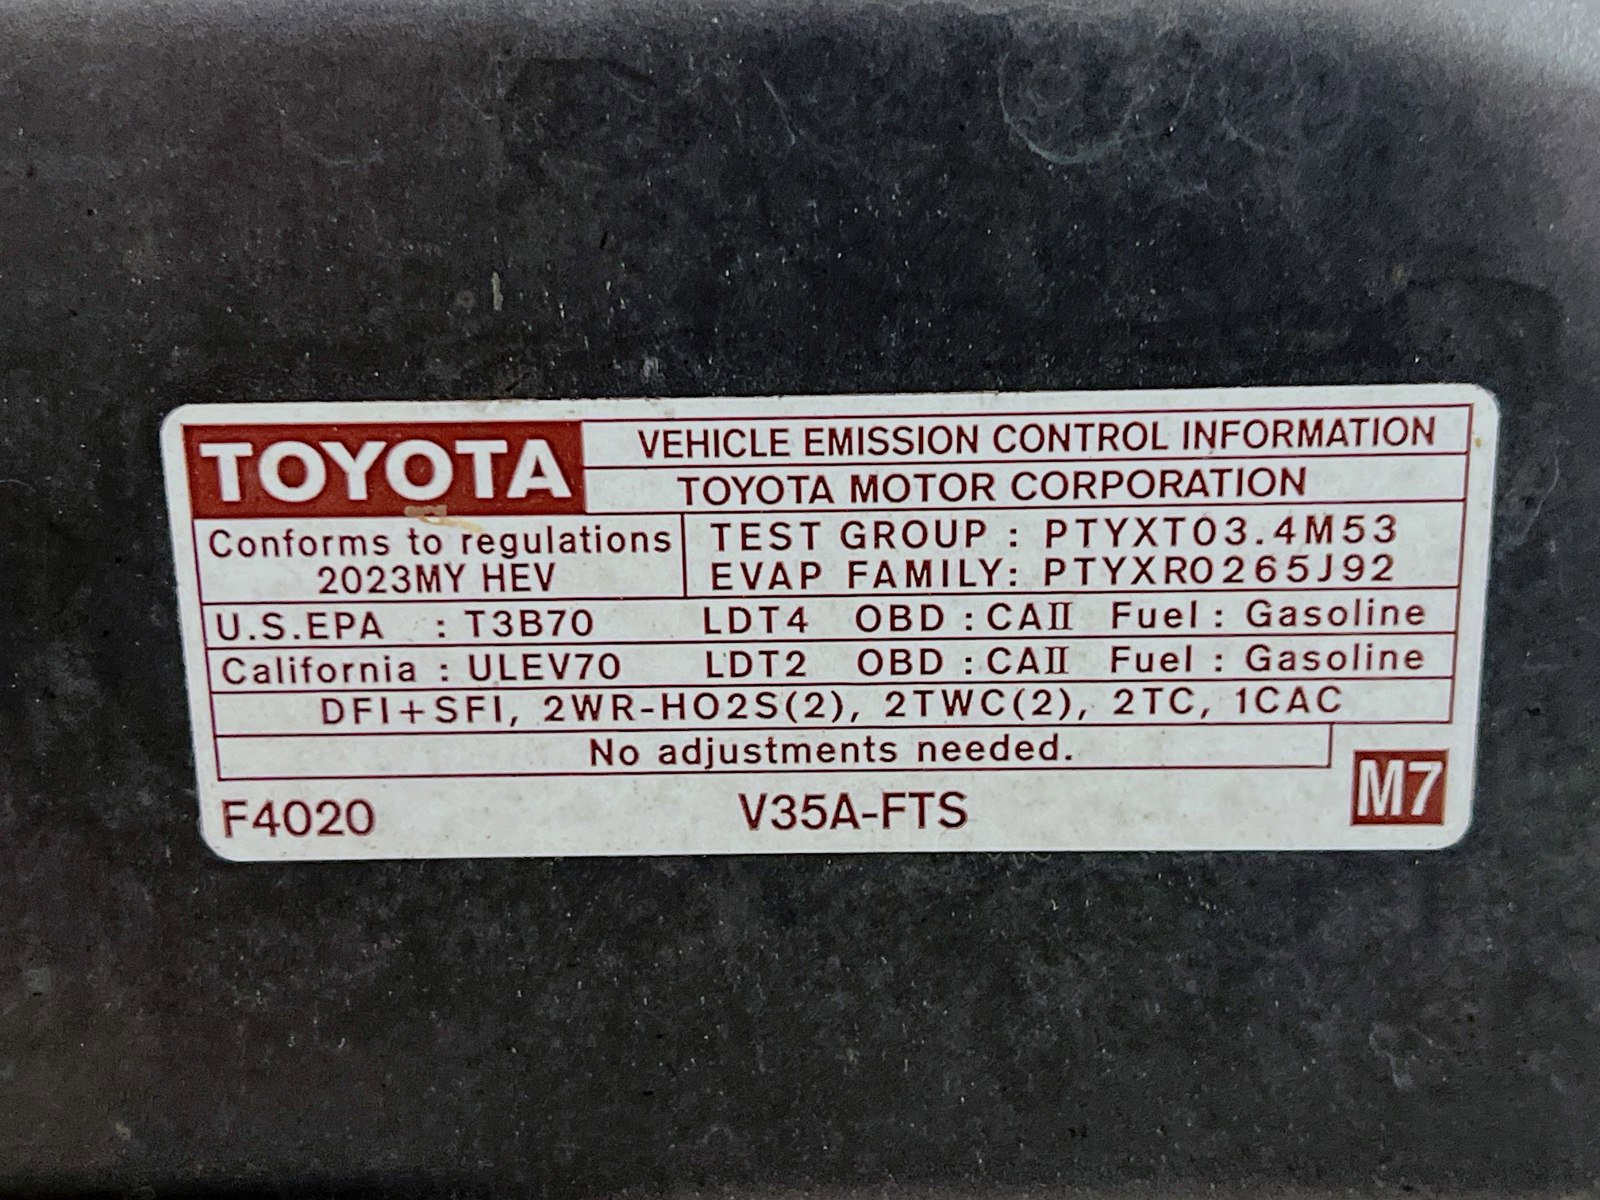 TOYOTA
VEHICLE EMISSION CONTROL INFORMATION
TOYOTA MOTOR CORPORATION
Conforms to regulations
2023MY HEV
TEST GROUP : PTYXT03.4M53
EVAP FAMILY: PTYXR0265J92
U.S.EPA : T3B70 LDT4 OBD : CAII Fuel : Gasoline
California : ULEV70 LDT2 OBD : CAII Fuel : Gasoline
DFI+SFI, 2WR-HO2S(2), 2TWC(2), 2TC, 1CAC
No adjustments needed.
F4020 V35A-FTS M7